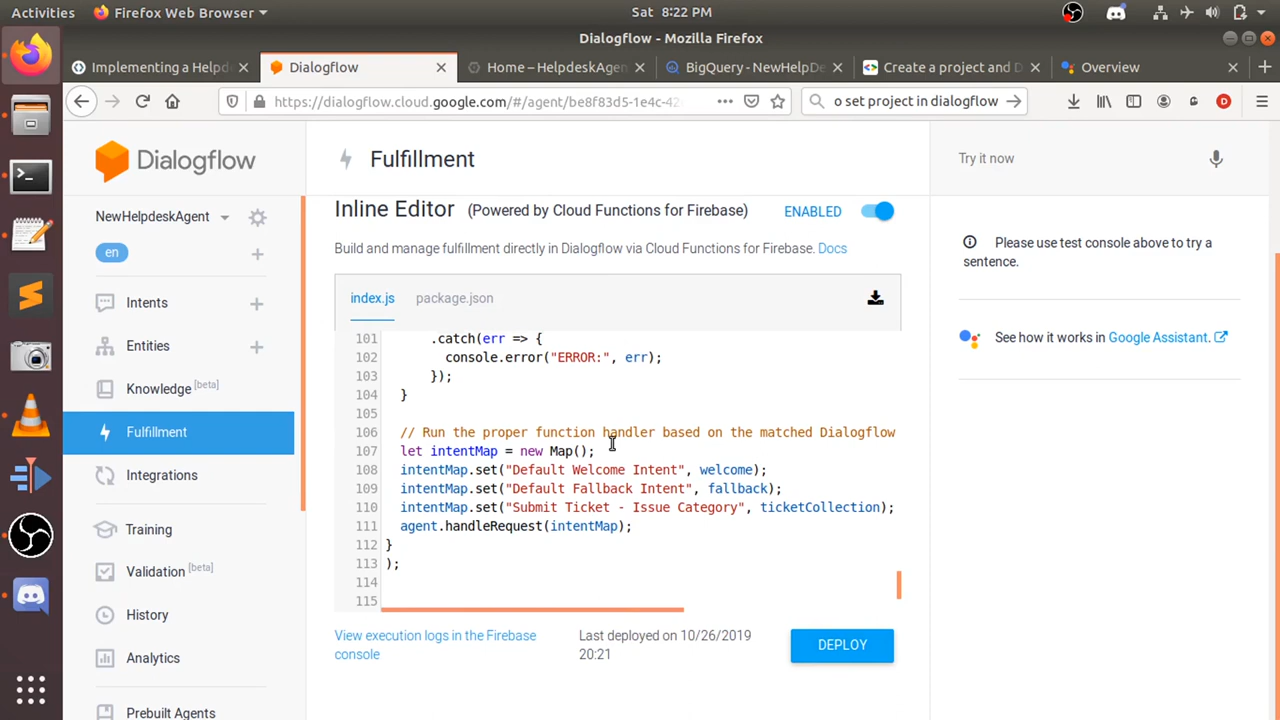 Activities Firefox Web Browser Sat 8:22 PM
Dialogflow - Mozilla Firefox
Implementing a Helpd Dialogflow Home – HelpdeskAgen BigQuery - NewHelpDe Create a project and D Overview
https://dialogflow.cloud.google.com/#/agent/be8f83d5-1e4c-42 o set project in dialogflow
Dialogflow
Fulfillment
Try it now
NewHelpdeskAgent
en
Intents
Entities
Knowledge [beta]
Fulfillment
Integrations
Training
Validation [beta]
History
Analytics
Prebuilt Agents
Inline Editor (Powered by Cloud Functions for Firebase) ENABLED
Build and manage fulfillment directly in Dialogflow via Cloud Functions for Firebase. Docs
index.js package.json
101 .catch(err => {
102 console.error("ERROR:", err);
103 });
104 }
105
106 // Run the proper function handler based on the matched Dialogflow
107 let intentMap = new Map();
108 intentMap.set("Default Welcome Intent", welcome);
109 intentMap.set("Default Fallback Intent", fallback);
110 intentMap.set("Submit Ticket - Issue Category", ticketCollection);
111 agent.handleRequest(intentMap);
112 }
113 );
114
115
View execution logs in the Firebase
console
Last deployed on 10/26/2019
20:21
DEPLOY
Please use test console above to try a
sentence.
See how it works in Google Assistant.